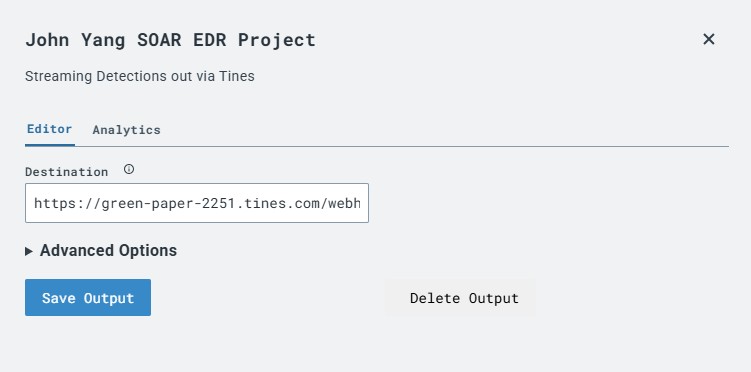 John Yang SOAR EDR Project
Streaming Detections out via Tines
Editor Analytics
Destination
https://green-paper-2251.tines.com/webh
Advanced Options
Save Output Delete Output